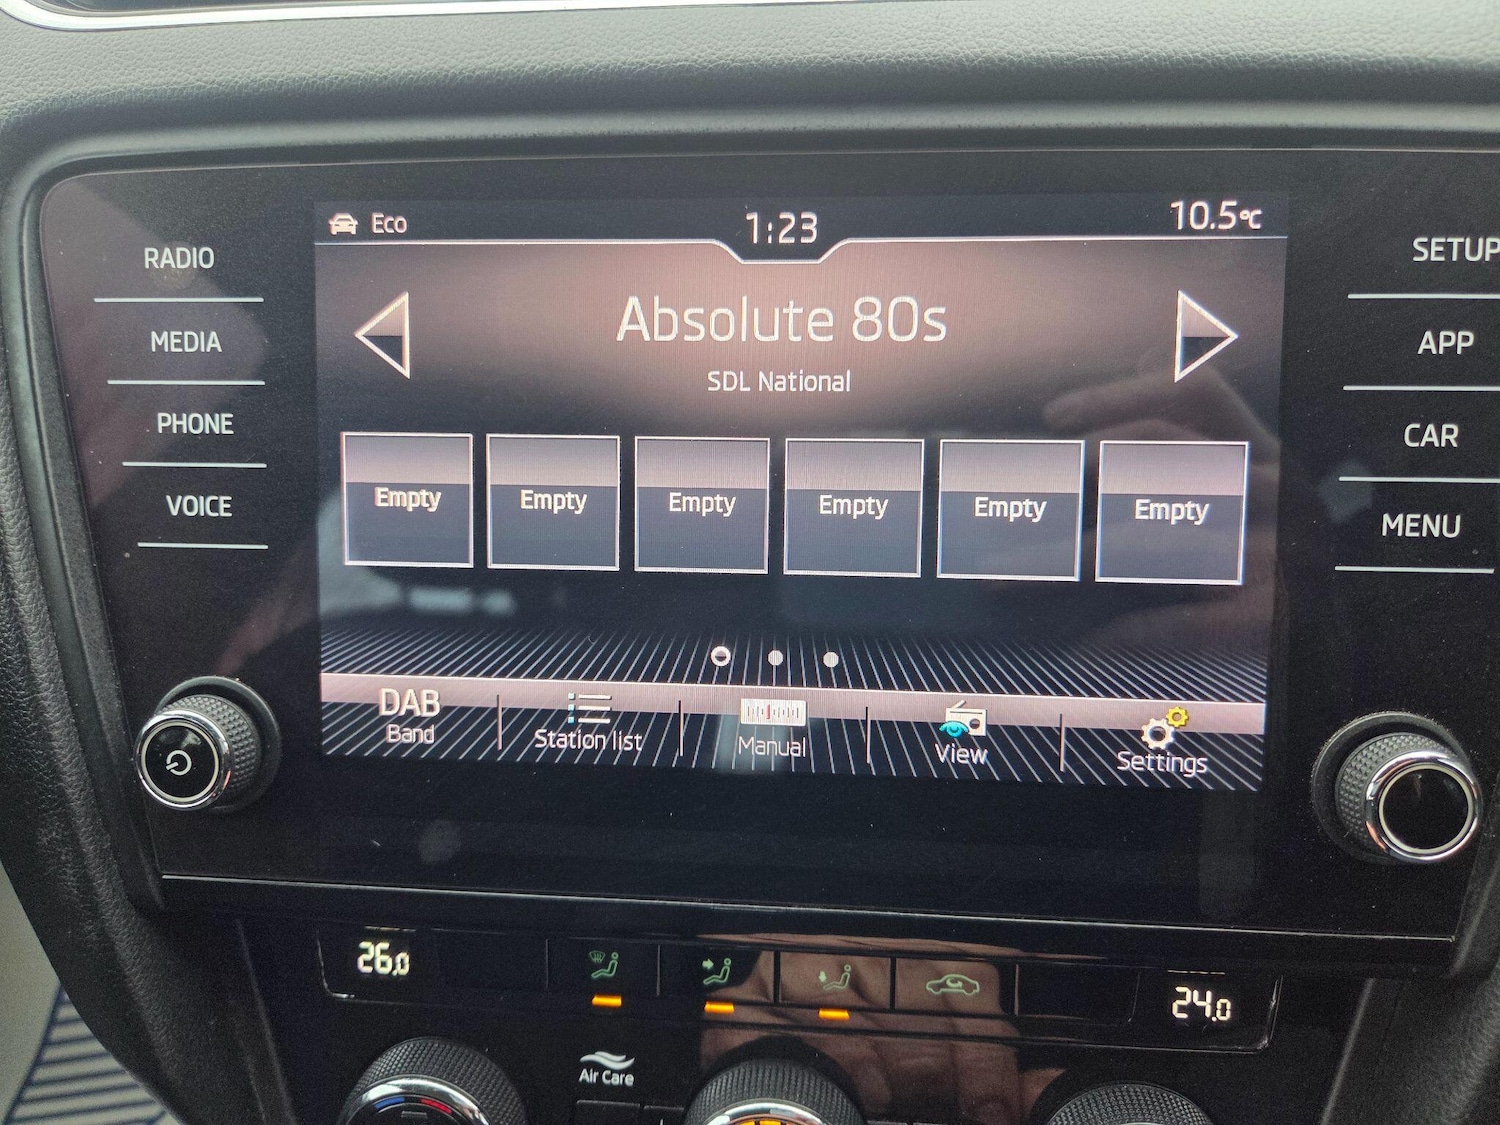 Eco 1:23 10.5°C
RADIO
MEDIA
PHONE
VOICE
Absolute 80s
SDL National
Empty Empty Empty Empty Empty Empty
DAB
Band
Station list
Manual
View
Settings
SETUP
APP
CAR
MENU
26.0
24.0
Air Care